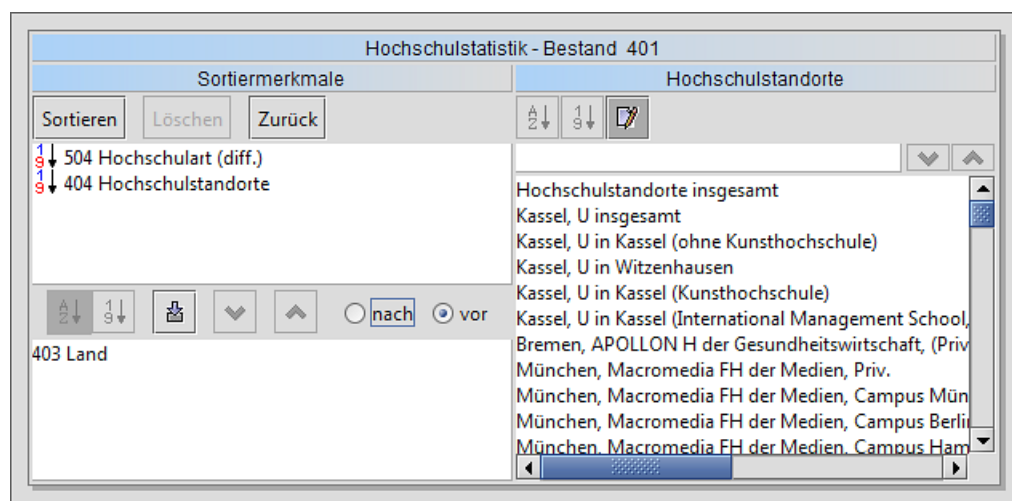 Hochschulstatistik - Bestand 401
Sortiermerkmale
Sortieren Löschen Zurück
504 Hochschulart (diff.)
404 Hochschulstandorte
nach vor
403 Land
Hochschulstandorte
Hochschulstandorte insgesamt
Kassel, U insgesamt
Kassel, U in Kassel (ohne Kunsthochschule)
Kassel, U in Witzenhausen
Kassel, U in Kassel (Kunsthochschule)
Kassel, U in Kassel (International Management School,
Bremen, APOLLON H der Gesundheitswirtschaft, (Priv
München, Macromedia FH der Medien, Priv.
München, Macromedia FH der Medien, Campus Mün
München, Macromedia FH der Medien, Campus Berli
München, Macromedia FH der Medien, Campus Ham